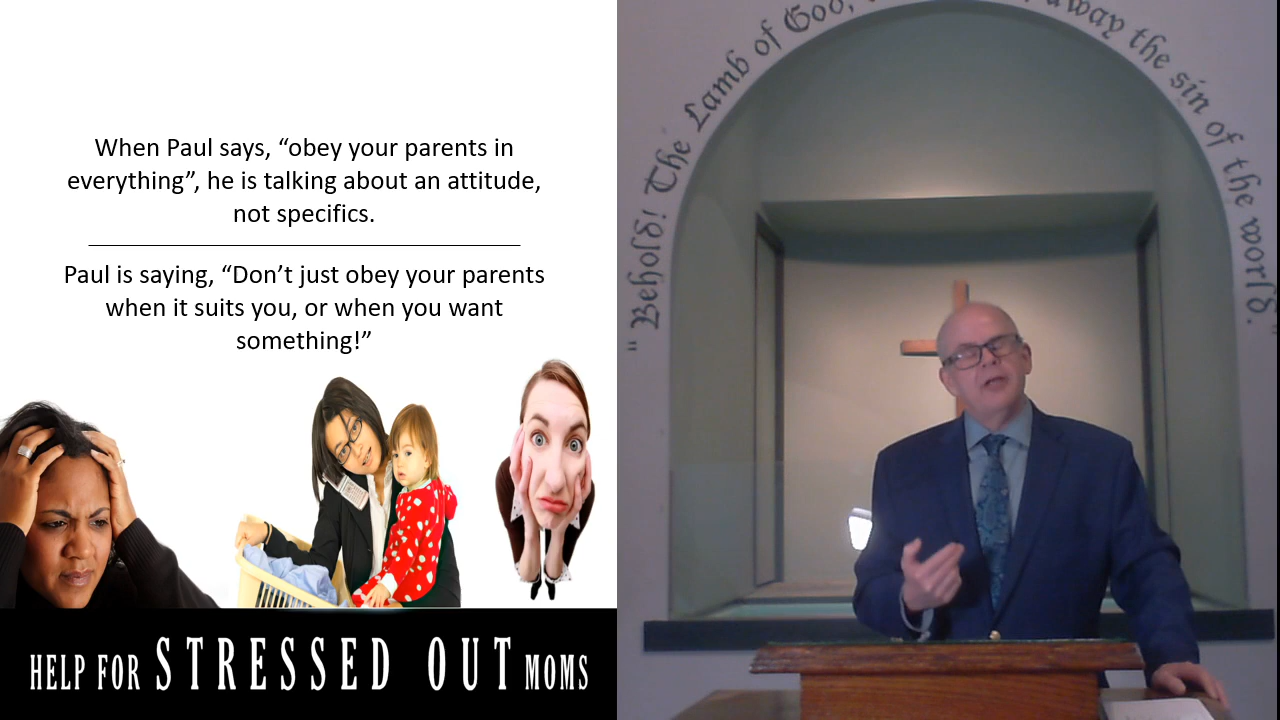 When Paul says, “obey your parents in
everything”, he is talking about an attitude,
not specifics.
Paul is saying, “Don’t just obey your parents
when it suits you, or when you want
something!”
HELP FOR STRESSED OUT MOMS
"Behold! The Lamb of God, away the sin of the world."